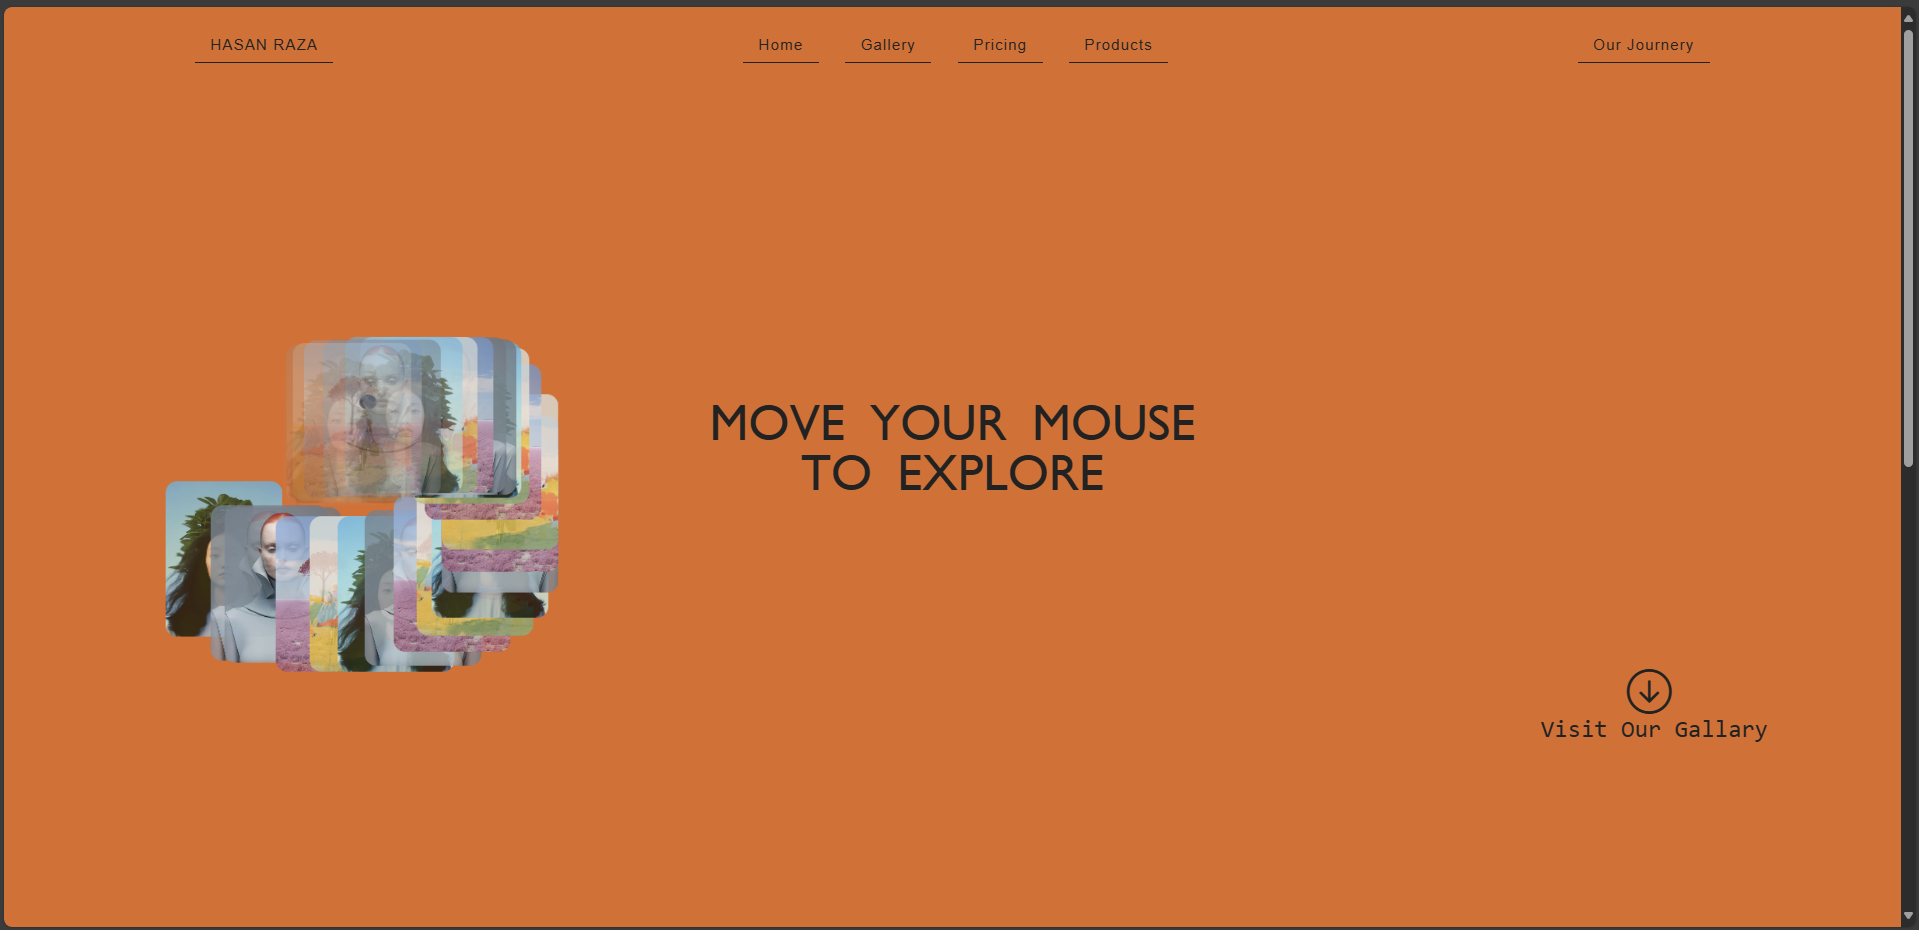 HASAN RAZA
Home
Gallery
Pricing
Products
Our Journery
MOVE YOUR MOUSE
TO EXPLORE
Visit Our Gallary